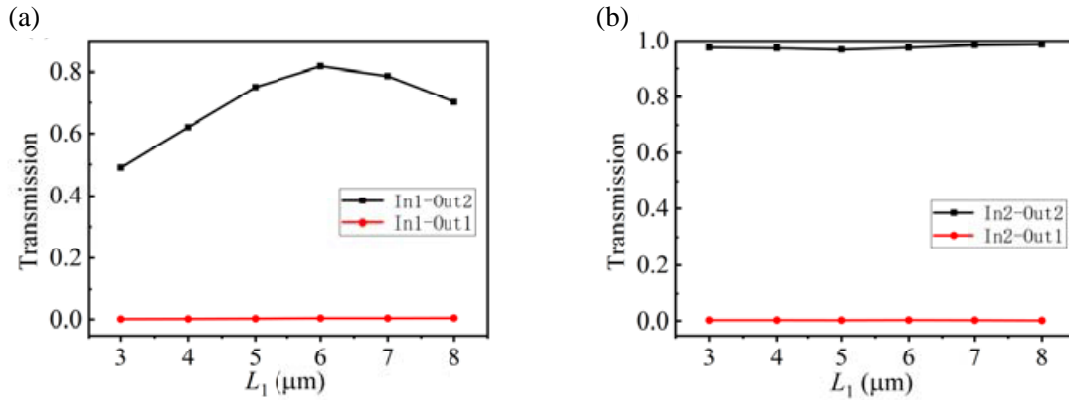 (a)
(b)
Transmission
0.8
0.6
0.4
0.2
0.0
In1-Out2
In1-Out1
3 4 5 6 7 8
L1 (μm)
Transmission
1.0
0.8
0.6
0.4
0.2
0.0
In2-Out2
In2-Out1
3 4 5 6 7 8
L1 (μm)